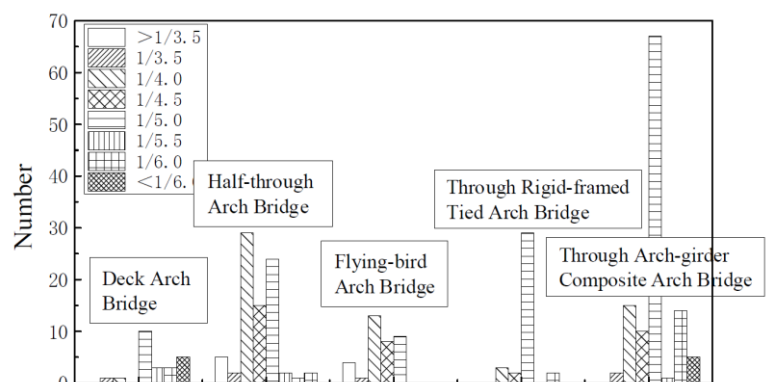 70
60
50
40
30
20
10
0
Number
>1/3.5
1/3.5
1/4.0
1/4.5
1/5.0
1/5.5
1/6.0
<1/6.
Deck Arch
Bridge
Half-through
Arch Bridge
Flying-bird
Arch Bridge
Through Rigid-framed
Tied Arch Bridge
Through Arch-girder
Composite Arch Bridge